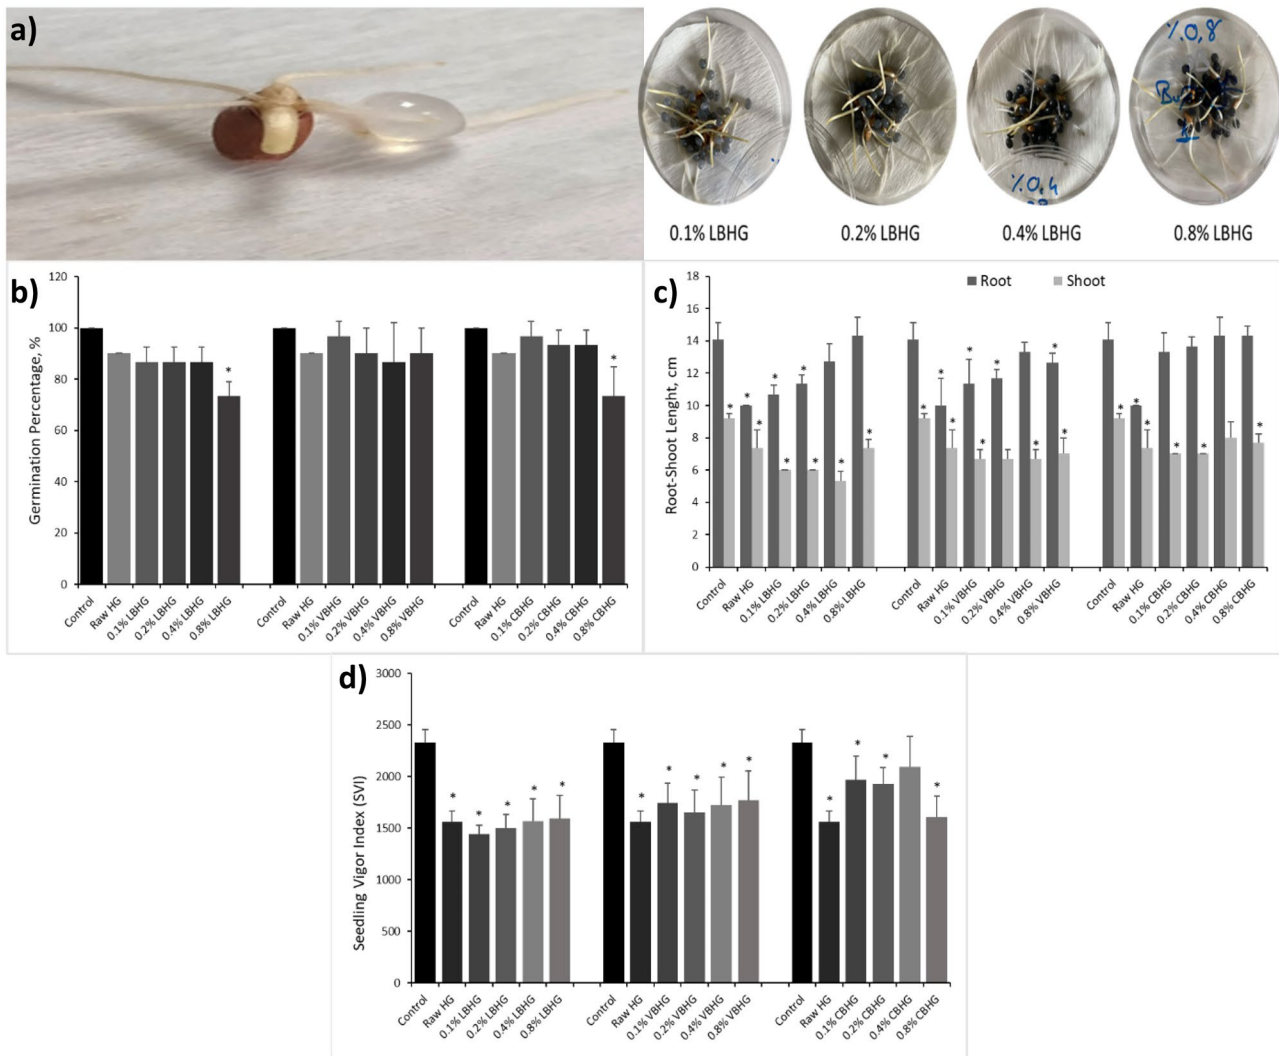 a)
%0,8
%0,4
0.1% LBHG
0.2% LBHG
0.4% LBHG
0.8% LBHG
b)
Germination Percentage, %
120
100
80
60
40
20
0
*
*
Control
Raw HG
0.1% LBHG
0.2% LBHG
0.4% LBHG
0.8% LBHG
Control
Raw HG
0.1% VBHG
0.2% VBHG
0.4% VBHG
0.8% VBHG
Control
Raw HG
0.1% CBHG
0.2% CBHG
0.4% CBHG
0.8% CBHG
c)
Root
Shoot
Root-Shoot Lenght, cm
18
16
14
12
10
8
6
4
2
0
* * * * * * * *
* * * * * * * * *
* * * * * *
Control
Raw HG
0.1% LBHG
0.2% LBHG
0.4% LBHG
0.8% LBHG
Control
Raw HG
0.1% VBHG
0.2% VBHG
0.4% VBHG
0.8% VBHG
Control
Raw HG
0.1% CBHG
0.2% CBHG
0.4% CBHG
0.8% CBHG
d)
Seedling Vigor Index (SVI)
3000
2500
2000
1500
1000
500
0
* * * * *
* * * * *
* * * *
Control
Raw HG
0.1% LBHG
0.2% LBHG
0.4% LBHG
0.8% LBHG
Control
Raw HG
0.1% VBHG
0.2% VBHG
0.4% VBHG
0.8% VBHG
Control
Raw HG
0.1% CBHG
0.2% CBHG
0.4% CBHG
0.8% CBHG